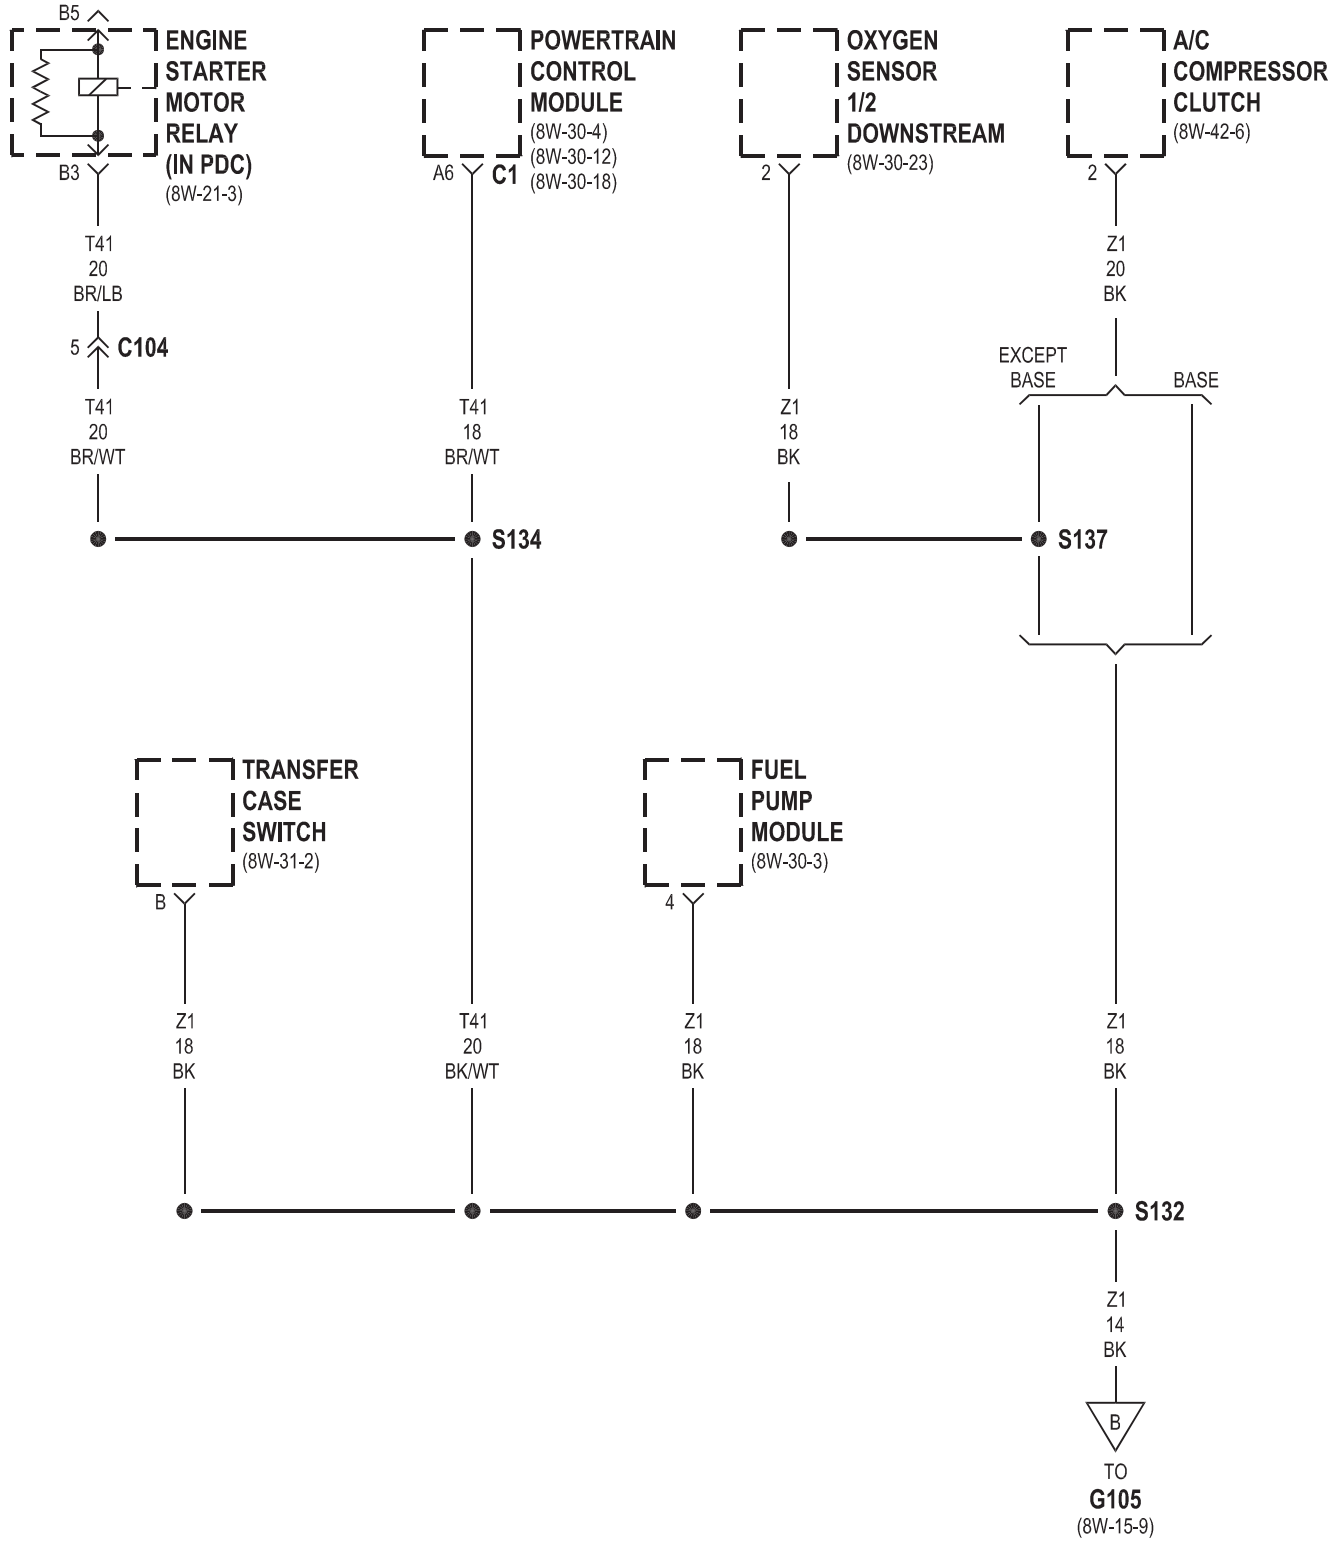 B5
ENGINE
STARTER
MOTOR
RELAY
(IN PDC)
(8W-21-3)
B3
T41
20
BR/LB
5
C104
T41
20
BR/WT
POWERTRAIN
CONTROL
MODULE
(8W-30-4)
(8W-30-12)
(8W-30-18)
A6
C1
T41
18
BR/WT
S134
OXYGEN
SENSOR
1/2
DOWNSTREAM
(8W-30-23)
2
Z1
18
BK
A/C
COMPRESSOR
CLUTCH
(8W-42-6)
2
Z1
20
BK
EXCEPT
BASE
BASE
S137
TRANSFER
CASE
SWITCH
(8W-31-2)
B
Z1
18
BK
T41
20
BK/WT
FUEL
PUMP
MODULE
(8W-30-3)
4
Z1
18
BK
Z1
18
BK
S132
Z1
14
BK
B
TO
G105
(8W-15-9)